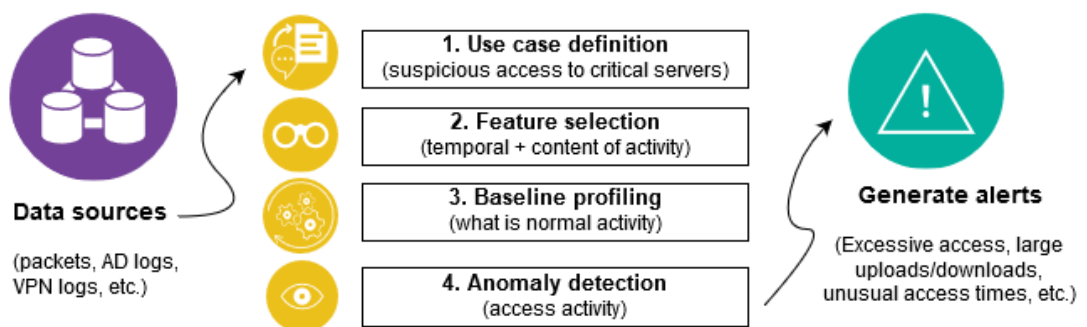 Data sources
(packets, AD logs,
VPN logs, etc.)
1. Use case definition
(suspicious access to critical servers)
2. Feature selection
(temporal + content of activity)
3. Baseline profiling
(what is normal activity)
4. Anomaly detection
(access activity)
!
Generate alerts
(Excessive access, large
uploads/downloads,
unusual access times, etc.)